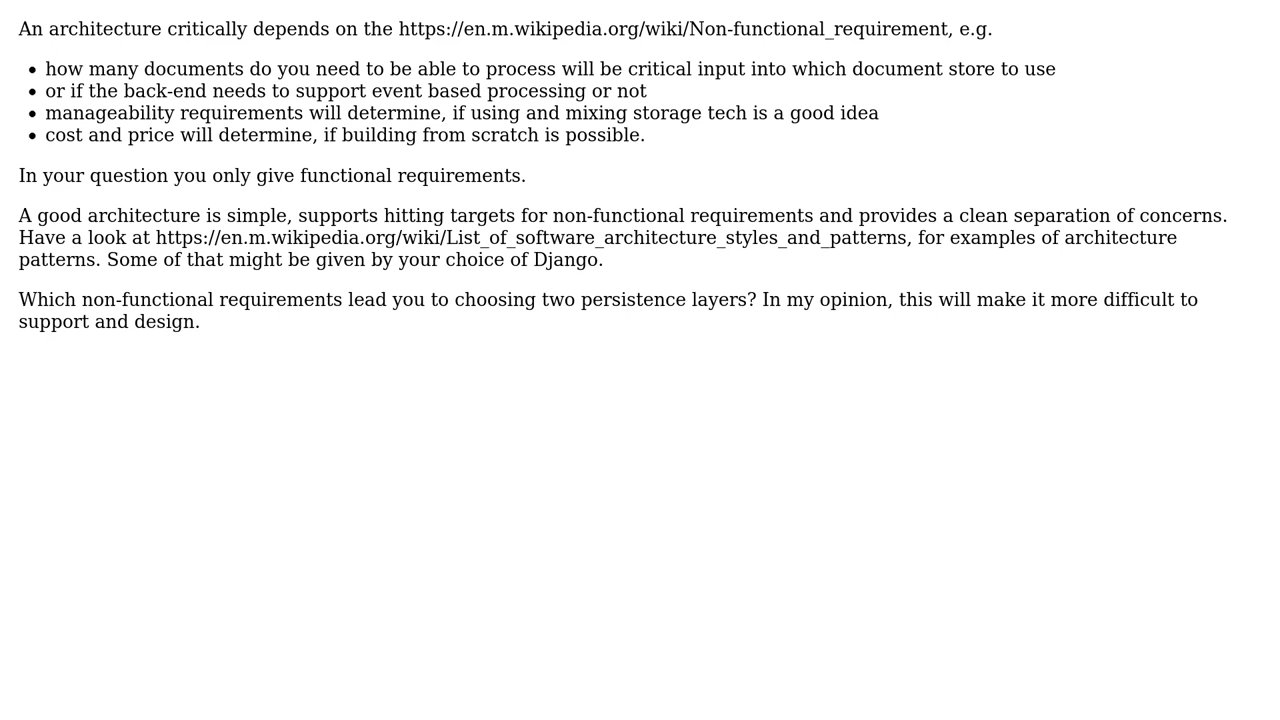 An architecture critically depends on the https://en.m.wikipedia.org/wiki/Non-functional_requirement, e.g.
• how many documents do you need to be able to process will be critical input into which document store to use
• or if the back-end needs to support event based processing or not
• manageability requirements will determine, if using and mixing storage tech is a good idea
• cost and price will determine, if building from scratch is possible.
In your question you only give functional requirements.
A good architecture is simple, supports hitting targets for non-functional requirements and provides a clean separation of concerns.
Have a look at https://en.m.wikipedia.org/wiki/List_of_software_architecture_styles_and_patterns, for examples of architecture
patterns. Some of that might be given by your choice of Django.
Which non-functional requirements lead you to choosing two persistence layers? In my opinion, this will make it more difficult to
support and design.